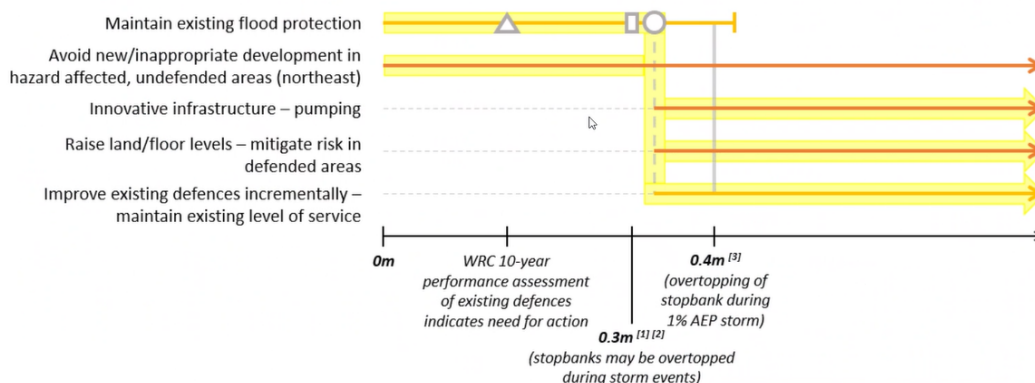 Maintain existing flood protection
Avoid new/inappropriate development in
hazard affected, undefended areas (northeast)
Innovative infrastructure – pumping
Raise land/floor levels – mitigate risk in
defended areas
Improve existing defences incrementally –
maintain existing level of service
0m
WRC 10-year
performance assessment
of existing defences
indicates need for action
0.4m [3]
(overtopping of
stopbank during
1% AEP storm)
0.3m [1] [2]
(stopbanks may be overtopped
during storm events)